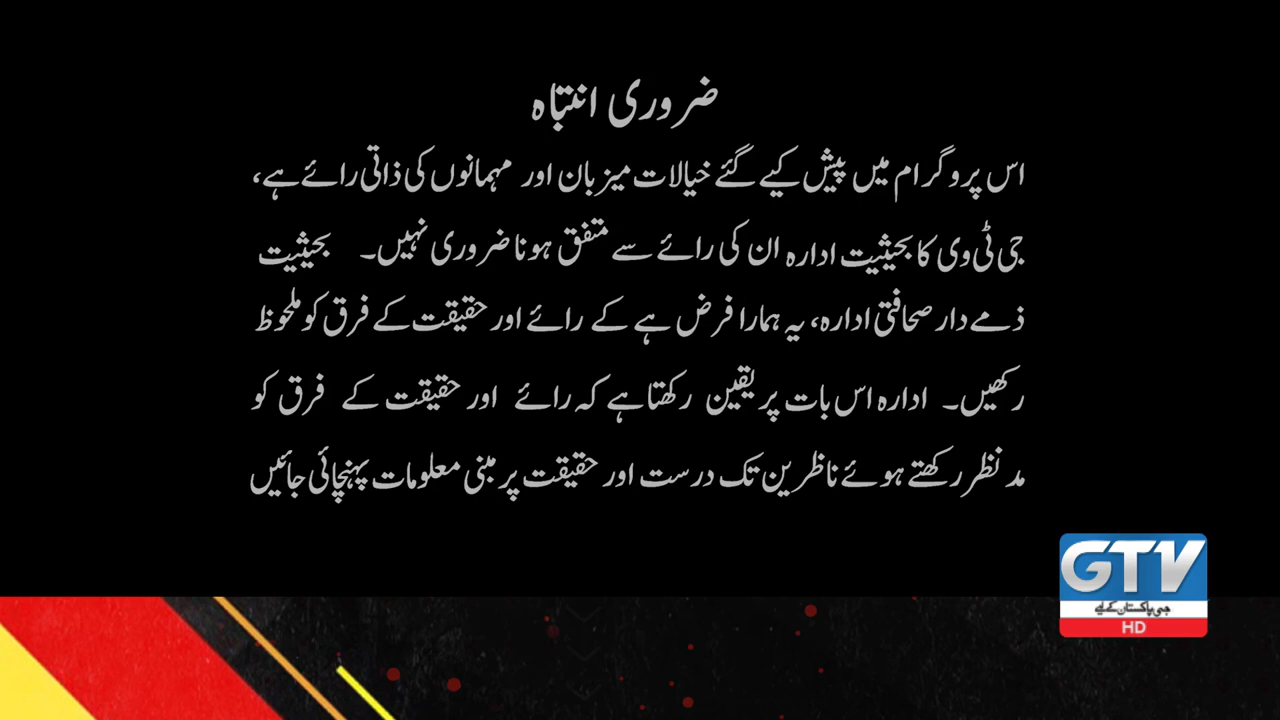 ضروری انتباہ
اس پروگرام میں پیش کیے گئے خیالات میزبان اور مہمانوں کی ذاتی رائے ہے،
جی ٹی وی کا بحیثیت ادارہ ان کی رائے سے متفق ہونا ضروری نہیں۔ بحیثیت
ذمے دار صحافتی ادارہ، یہ ہمارا فرض ہے کے رائے اور حقیقت کے فرق کو ملحوظ
رکھیں۔ ادارہ اس بات پر یقین رکھتا ہے کہ رائے اور حقیقت کے فرق کو
مد نظر رکھتے ہوئے ناظرین تک درست اور حقیقت پر مبنی معلومات پہنچائی جائیں
GTV
جی پاکستان کے لیے
HD